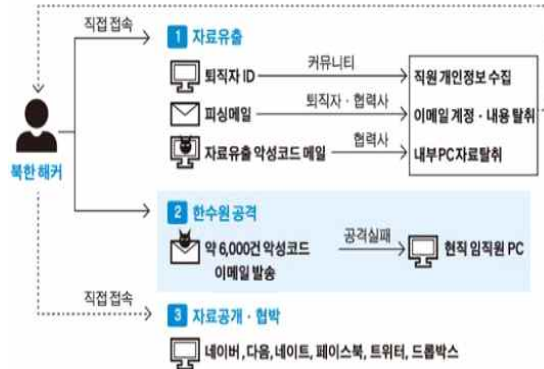 직접 접속
1 자료유출
퇴직자 ID
커뮤니티
직원 개인정보 수집
피싱메일
퇴직자 · 협력사
이메일 계정 · 내용 탈취
자료유출 악성코드 메일
협력사
내부PC 자료탈취
북한 해커
2 한수원 공격
약 6,000건 악성코드
이메일 발송
공격실패
현직 임직원 PC
직접 접속
3 자료공개 · 협박
네이버, 다음, 네이트, 페이스북, 트위터, 드롭박스